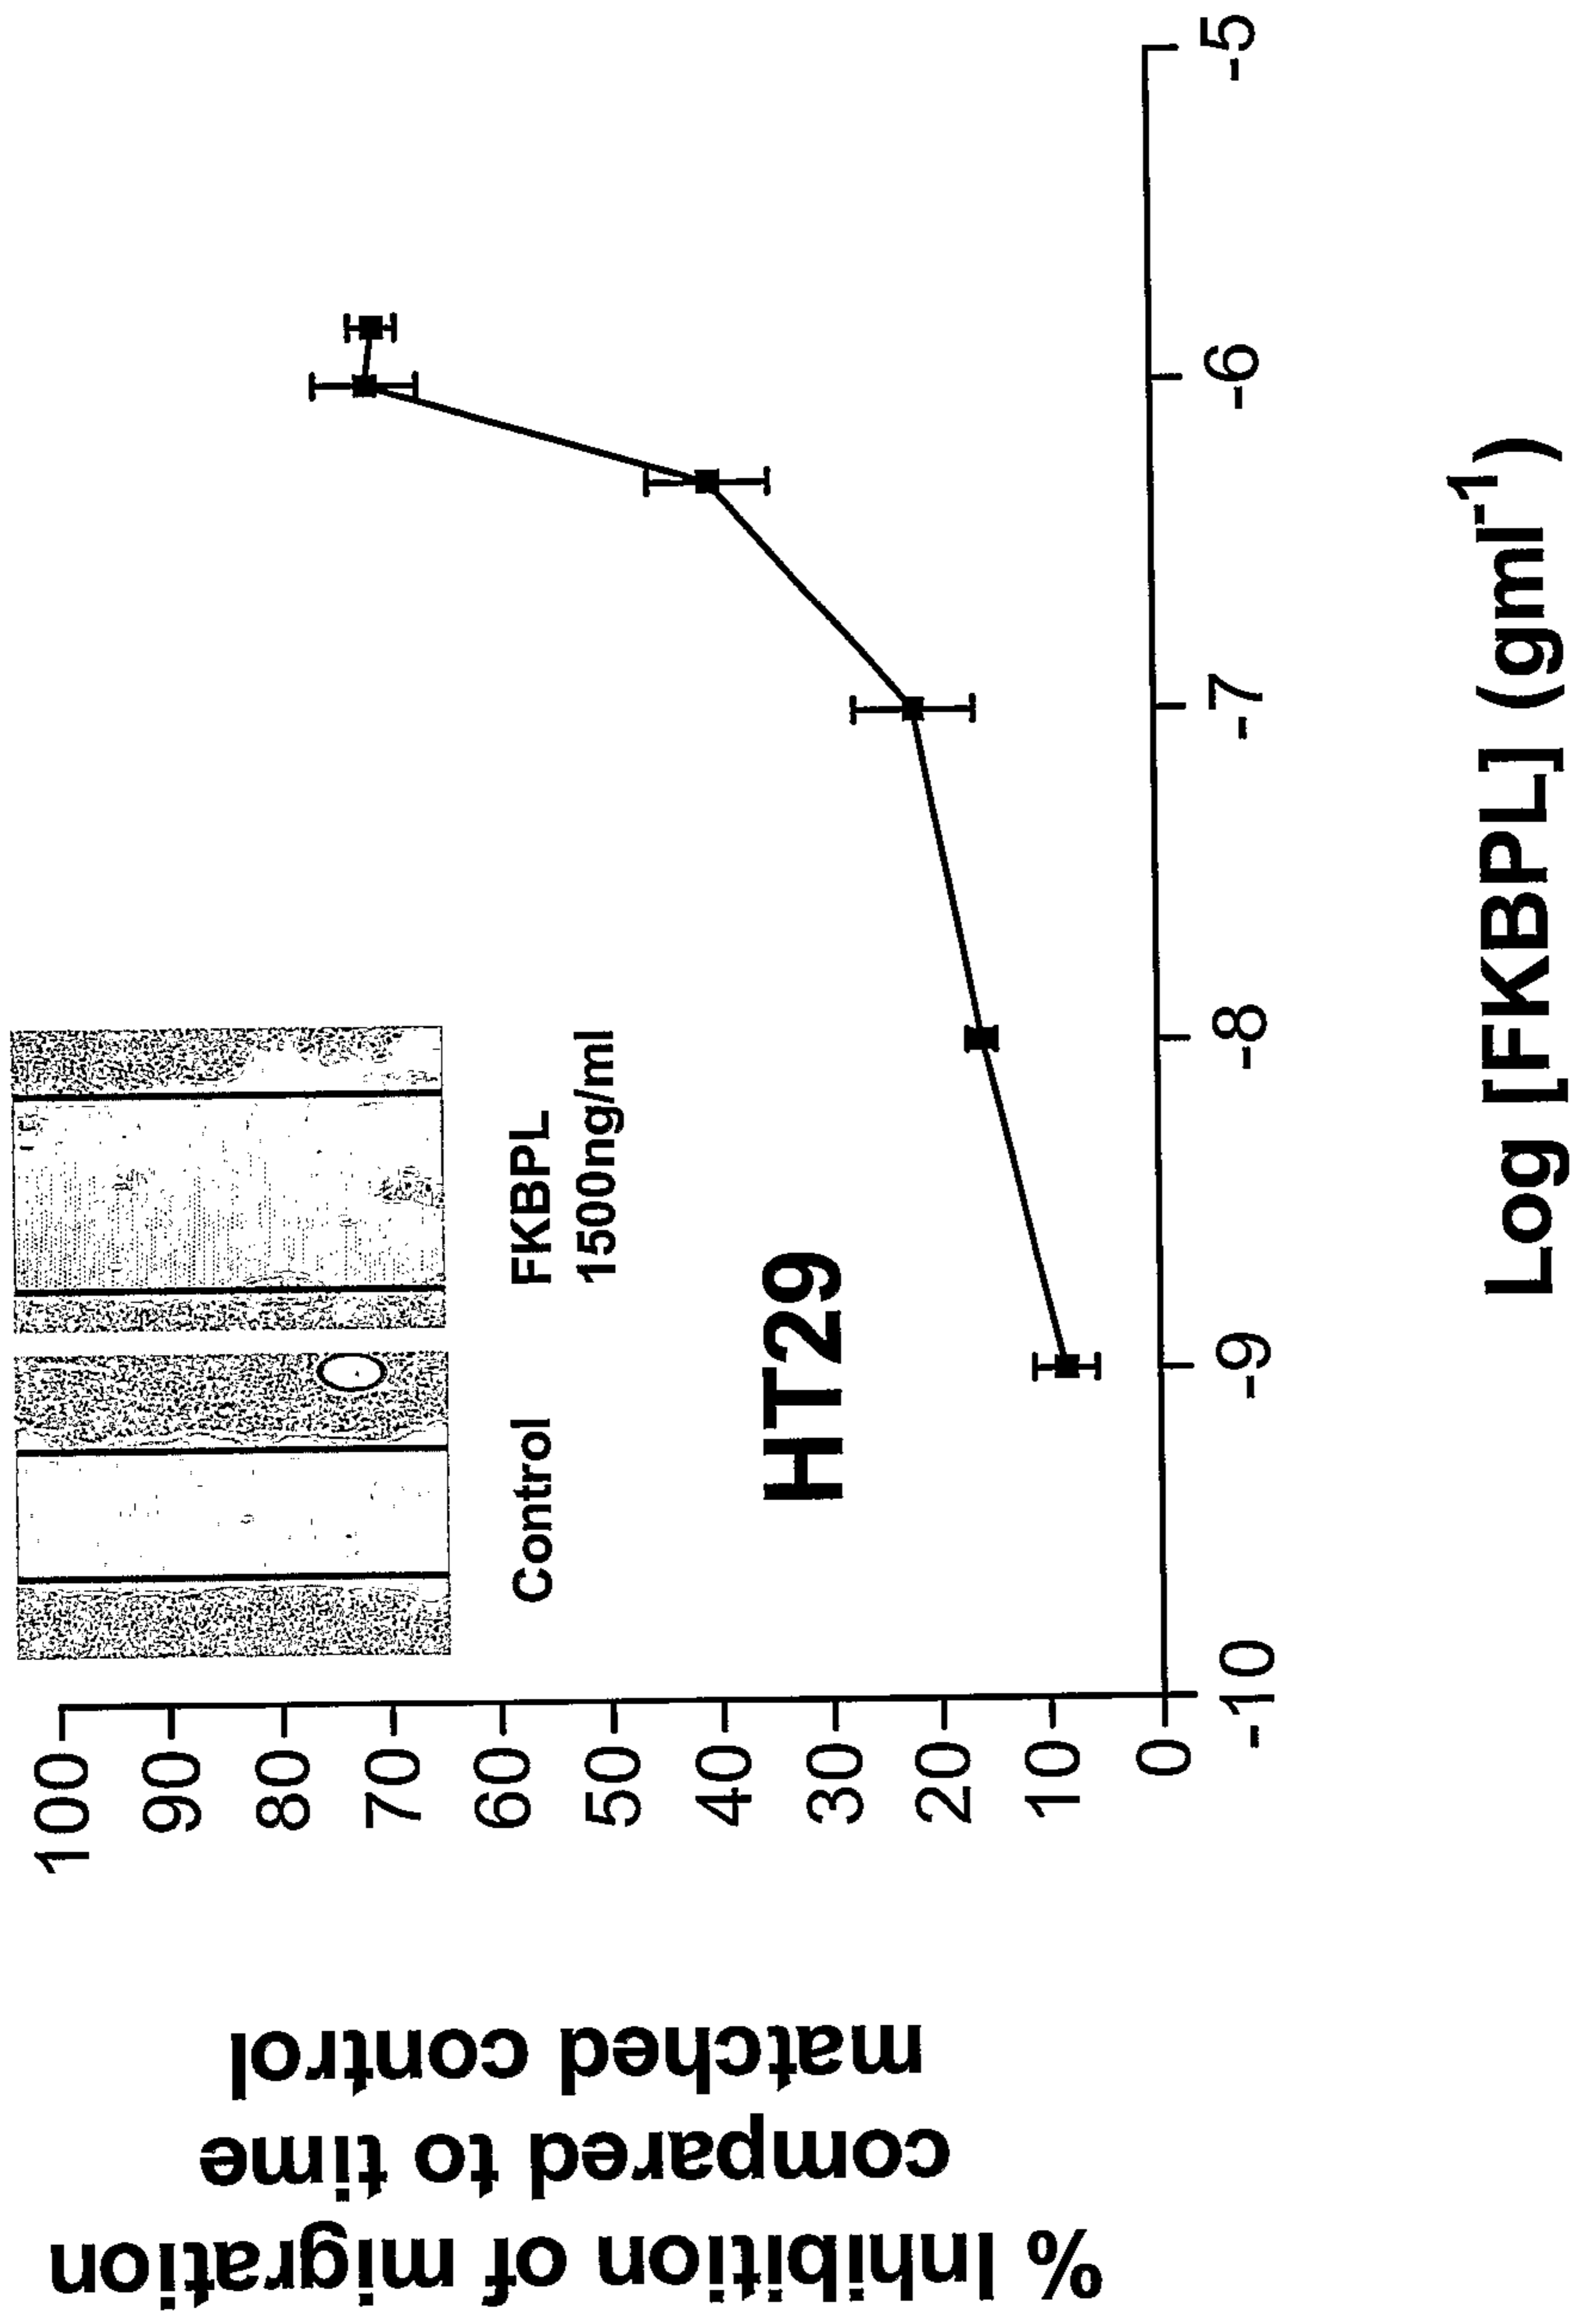 % Inhibition of migration
compared to time
matched control
100
90
80
70
60
50
40
30
20
10
0
Control
FKBPL
1500ng/ml
HT29
-10
-9
-8
-7
-6
-5
Log [FKBPL] (gml-1)